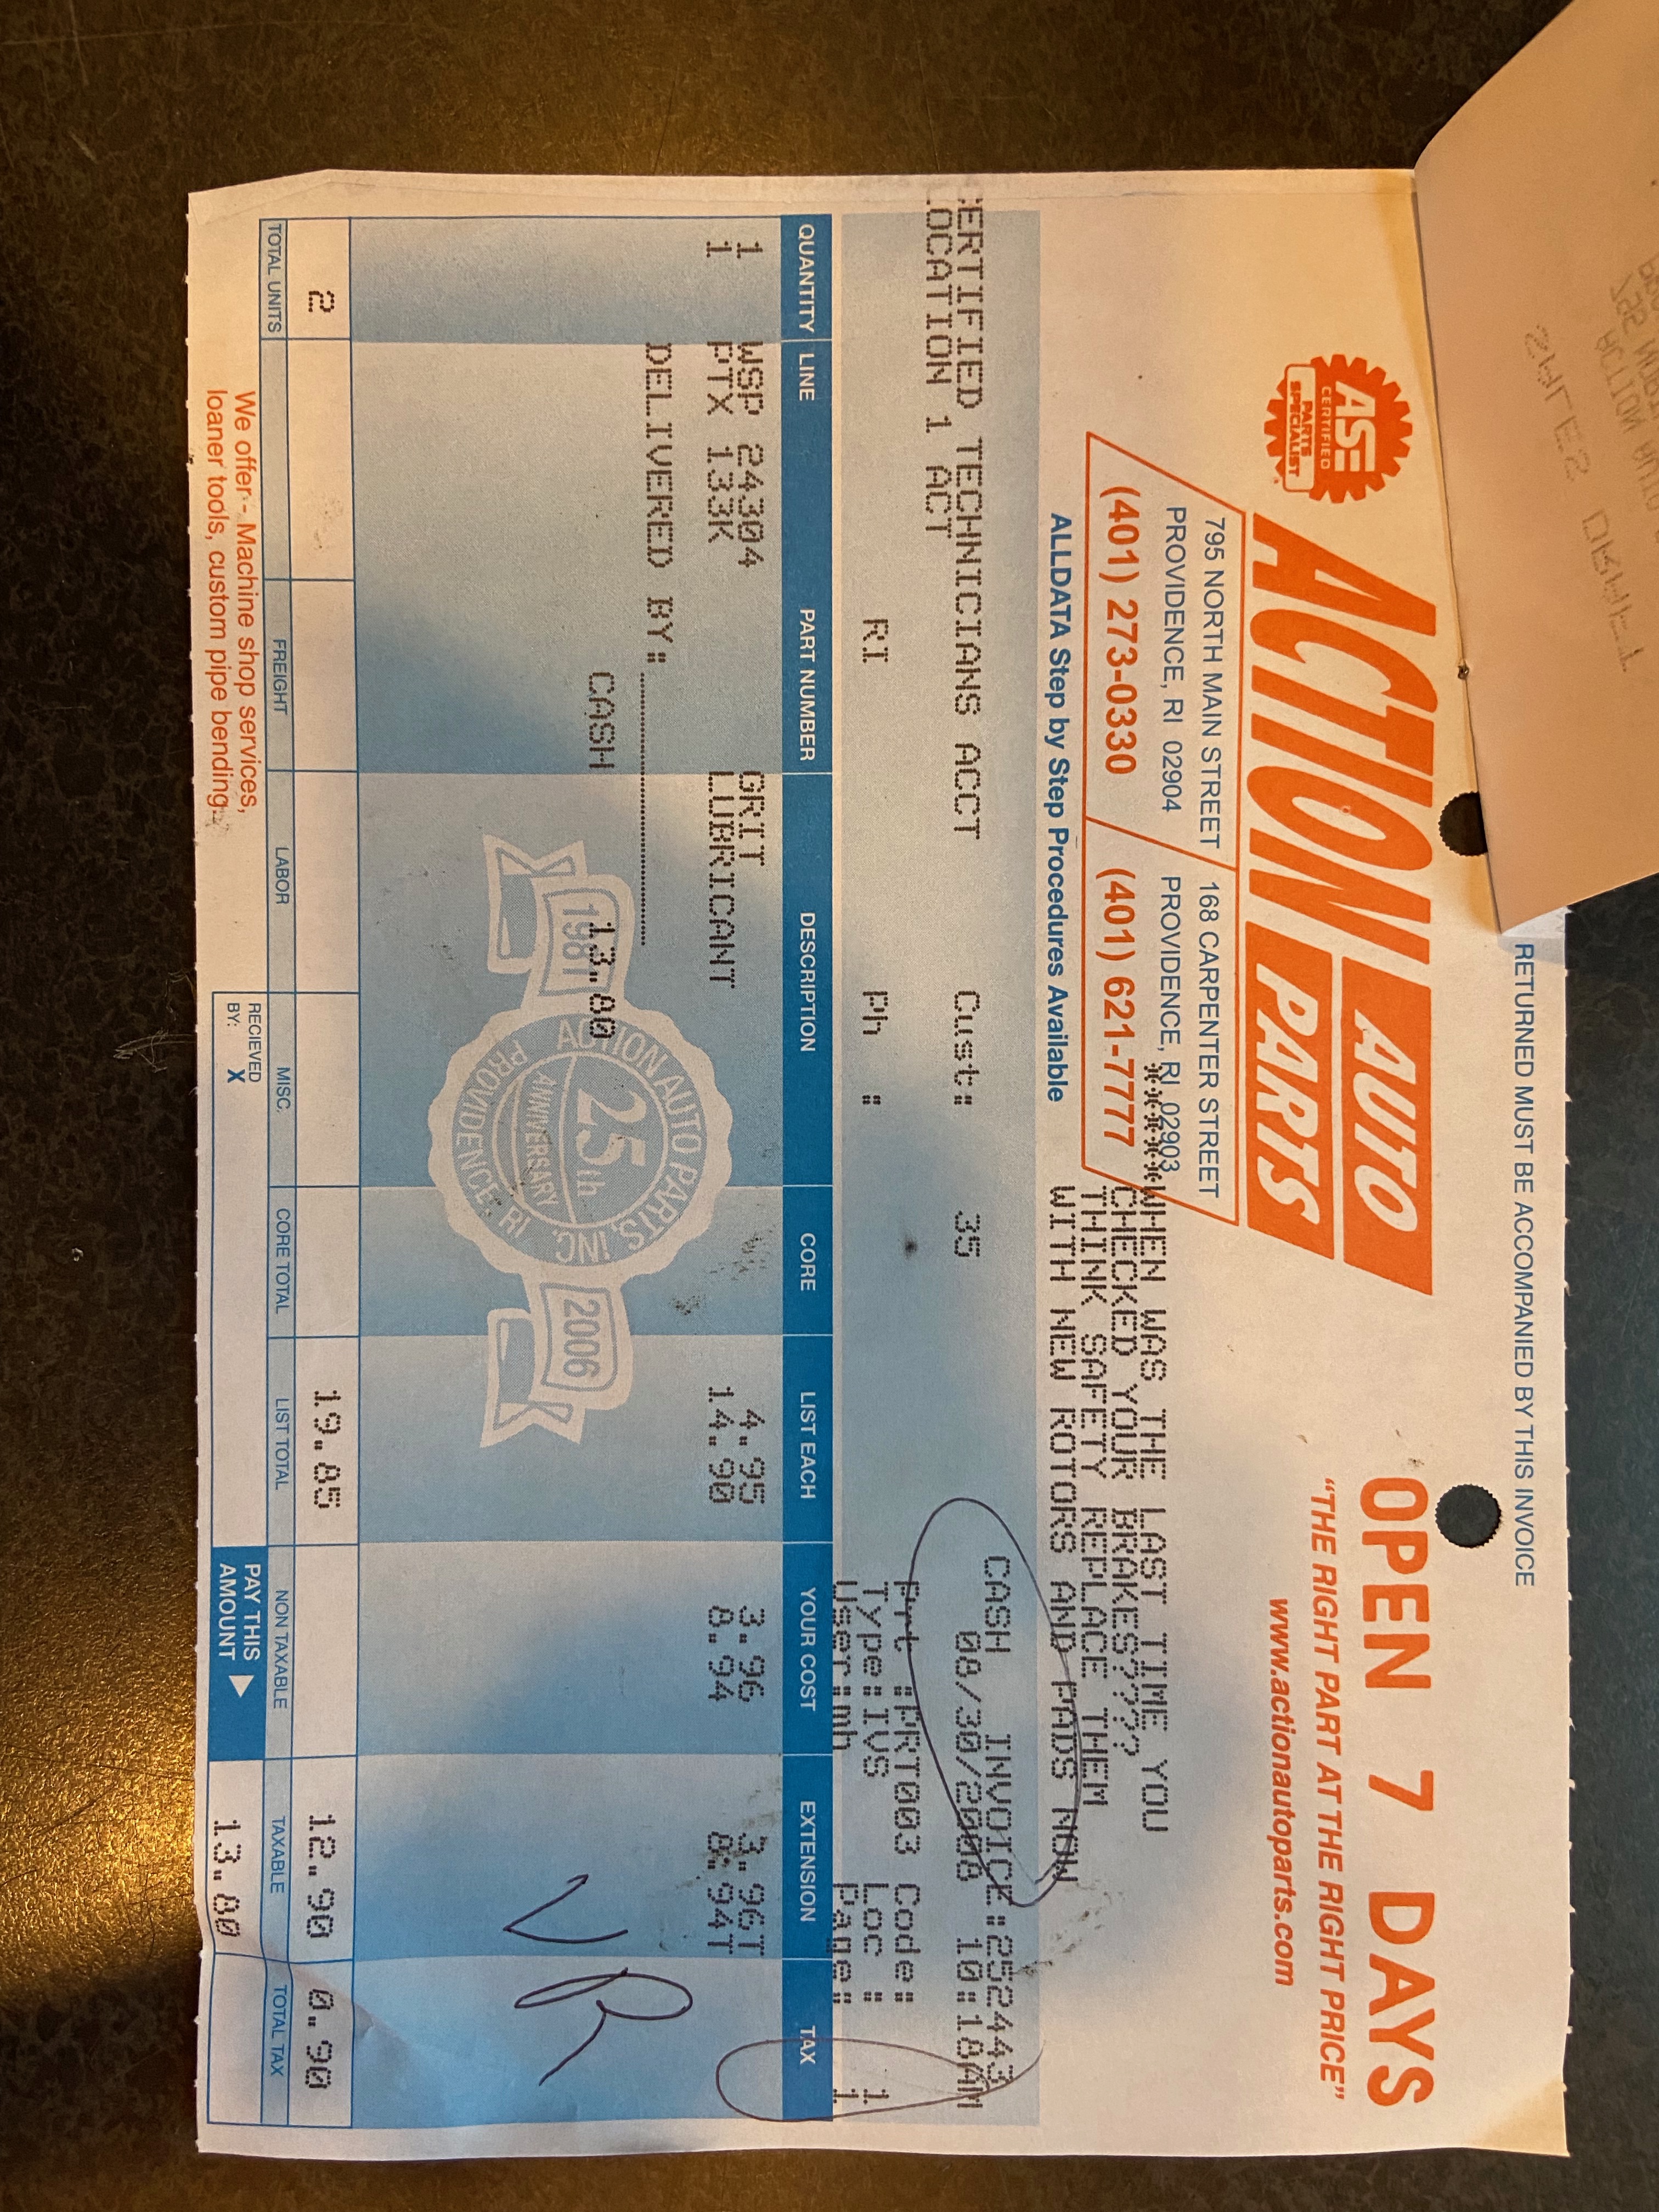 RETURNED MUST BE ACCOMPANIED BY THIS INVOICE
ASE
CERTIFIED
PARTS
SPECIALIST
ACTION AUTO
PARTS
OPEN 7 DAYS
"THE RIGHT PART AT THE RIGHT PRICE"
www.actionautoparts.com
795 NORTH MAIN STREET
PROVIDENCE, RI 02904
(401) 273-0330
168 CARPENTER STREET
PROVIDENCE, RI 02903
(401) 621-7777
ALLDATA Step by Step Procedures Available
*****WHEN WAS THE LAST TIME YOU
CHECKED YOUR BRAKES????
THINK SAFETY REPLACE THEM
WITH NEW ROTORS AND PADS NOW
CASH INVOICE:252443
ERTIFIED TECHNICIANS ACCT Cust: 35 08/30/2008 10:18AM
OCATION 1 ACT
Prt :PRT003 Code:
RI Ph : Type:IVS Loc : 1
User:mh Page: 1
QUANTITY LINE PART NUMBER DESCRIPTION CORE LIST EACH YOUR COST EXTENSION TAX
1 WSP 24304 GRIT 4.95 3.96 3.96T
1 PTX 133K LUBRICANT 14.90 8.94 8.94T
DELIVERED BY:
CASH 13.80
VR
1981 2006
ACTION AUTO PARTS, INC.
25th
ANNIVERSARY
PROVIDENCE, RI
2 19.85 12.90 0.90
TOTAL UNITS FREIGHT LABOR MISC. CORE TOTAL LIST TOTAL NON TAXABLE TAXABLE TOTAL TAX
We offer - Machine shop services,
loaner tools, custom pipe bending.
RECIEVED
BY: X
PAY THIS
AMOUNT
13.80